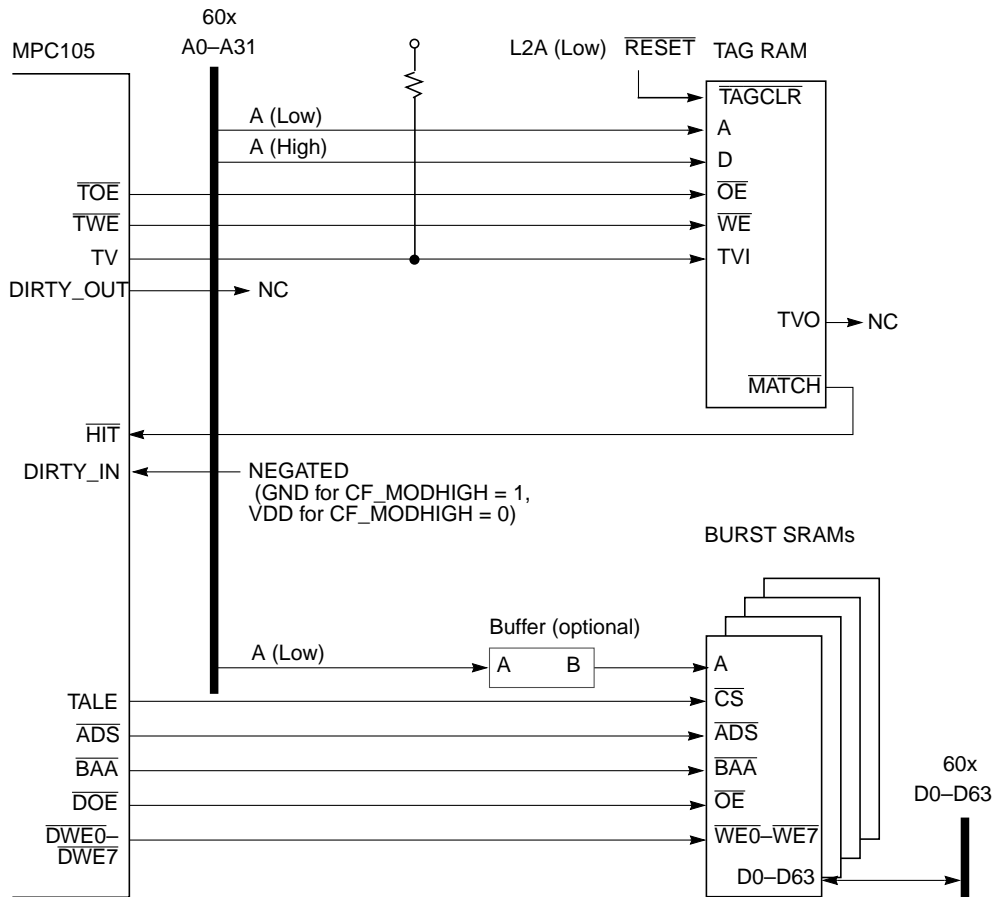 60x
A0–A31
MPC105
L2A (Low)
RESET
TAG RAM
TAGCLR
A (Low)
A
A (High)
D
TOE
OE
TWE
WE
TV
TVI
DIRTY_OUT
NC
TVO
NC
MATCH
HIT
DIRTY_IN
NEGATED
(GND for CF_MODHIGH = 1,
VDD for CF_MODHIGH = 0)
BURST SRAMs
Buffer (optional)
A (Low)
A B
A
TALE
CS
ADS
ADS
BAA
BAA
60x
D0–D63
DOE
OE
DWE0–
DWE7
WE0–WE7
D0–D63